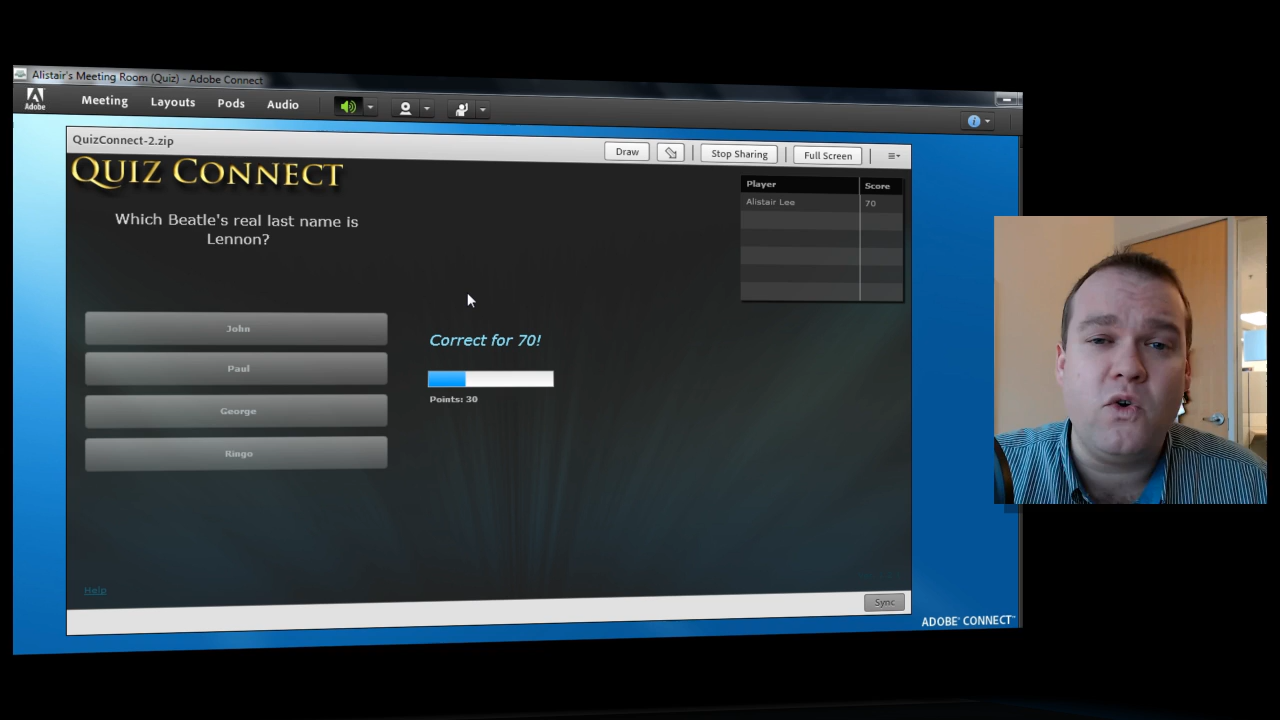 Alistair's Meeting Room (Quiz) - Adobe Connect
Adobe
Meeting Layouts Pods Audio
QuizConnect-2.zip
Draw Stop Sharing Full Screen
QUIZ CONNECT
Which Beatle's real last name is
Lennon?
Player Score
Alistair Lee 70
John
Paul
George
Ringo
Correct for 70!
Points: 30
Help
Sync
ADOBE® CONNECT™